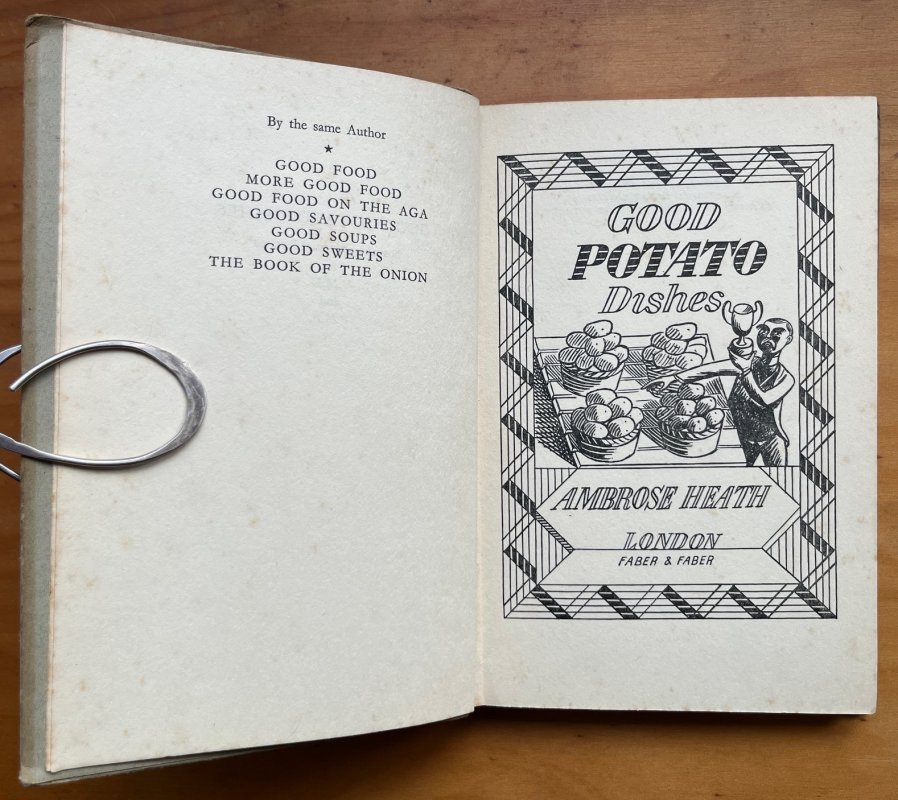 By the same Author
★
GOOD FOOD
MORE GOOD FOOD
GOOD FOOD ON THE AGA
GOOD SAVOURIES
GOOD SOUPS
GOOD SWEETS
THE BOOK OF THE ONION
GOOD
POTATO
Dishes
AMBROSE HEATH
LONDON
FABER & FABER